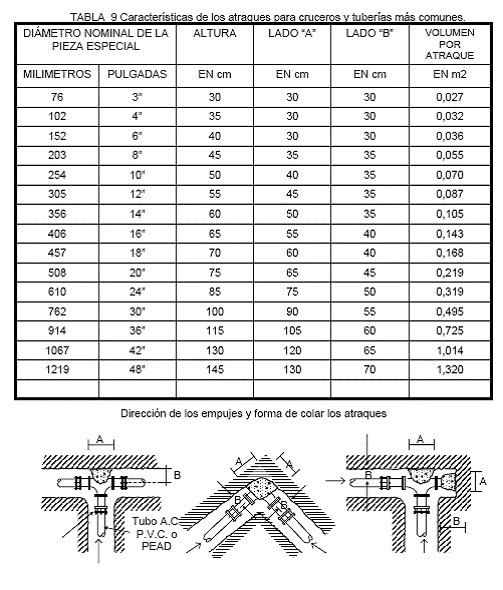 TABLA 9 Características de los atraques para cruceros y tuberías más comunes.
DIÁMETRO NOMINAL DE LA PIEZA ESPECIAL ALTURA LADO “A” LADO “B” VOLUMEN POR ATRAQUE
MILIMETROS PULGADAS EN cm EN cm EN cm EN m2
76 3” 30 30 30 0,027
102 4” 35 30 30 0,032
152 6” 40 30 30 0,036
203 8” 45 35 35 0,055
254 10” 50 40 35 0,070
305 12” 55 45 35 0,087
356 14” 60 50 35 0,105
406 16” 65 55 40 0,143
457 18” 70 60 40 0,168
508 20” 75 65 45 0,219
610 24” 85 75 50 0,319
762 30” 100 90 55 0,495
914 36” 115 105 60 0,725
1067 42” 130 120 65 1,014
1219 48” 145 130 70 1,320
Dirección de los empujes y forma de colar los atraques
A
B
Tubo A.C
P.V.C. o
PEAD
A
B
B
A
B
A
B